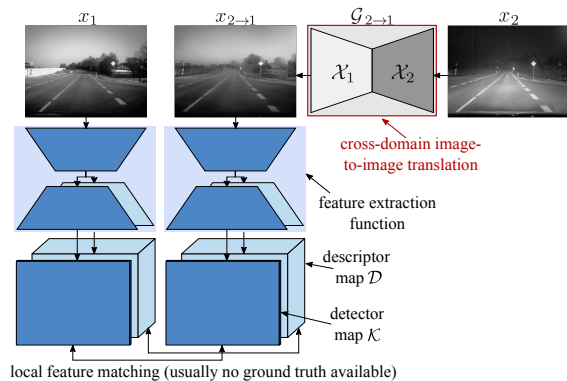 x₁ x₂→₁ 𝒢₂→₁ x₂
𝒳₁ 𝒳₂
cross-domain image-
to-image translation
feature extraction
function
descriptor
map 𝒟
detector
map 𝒦
local feature matching (usually no ground truth available)